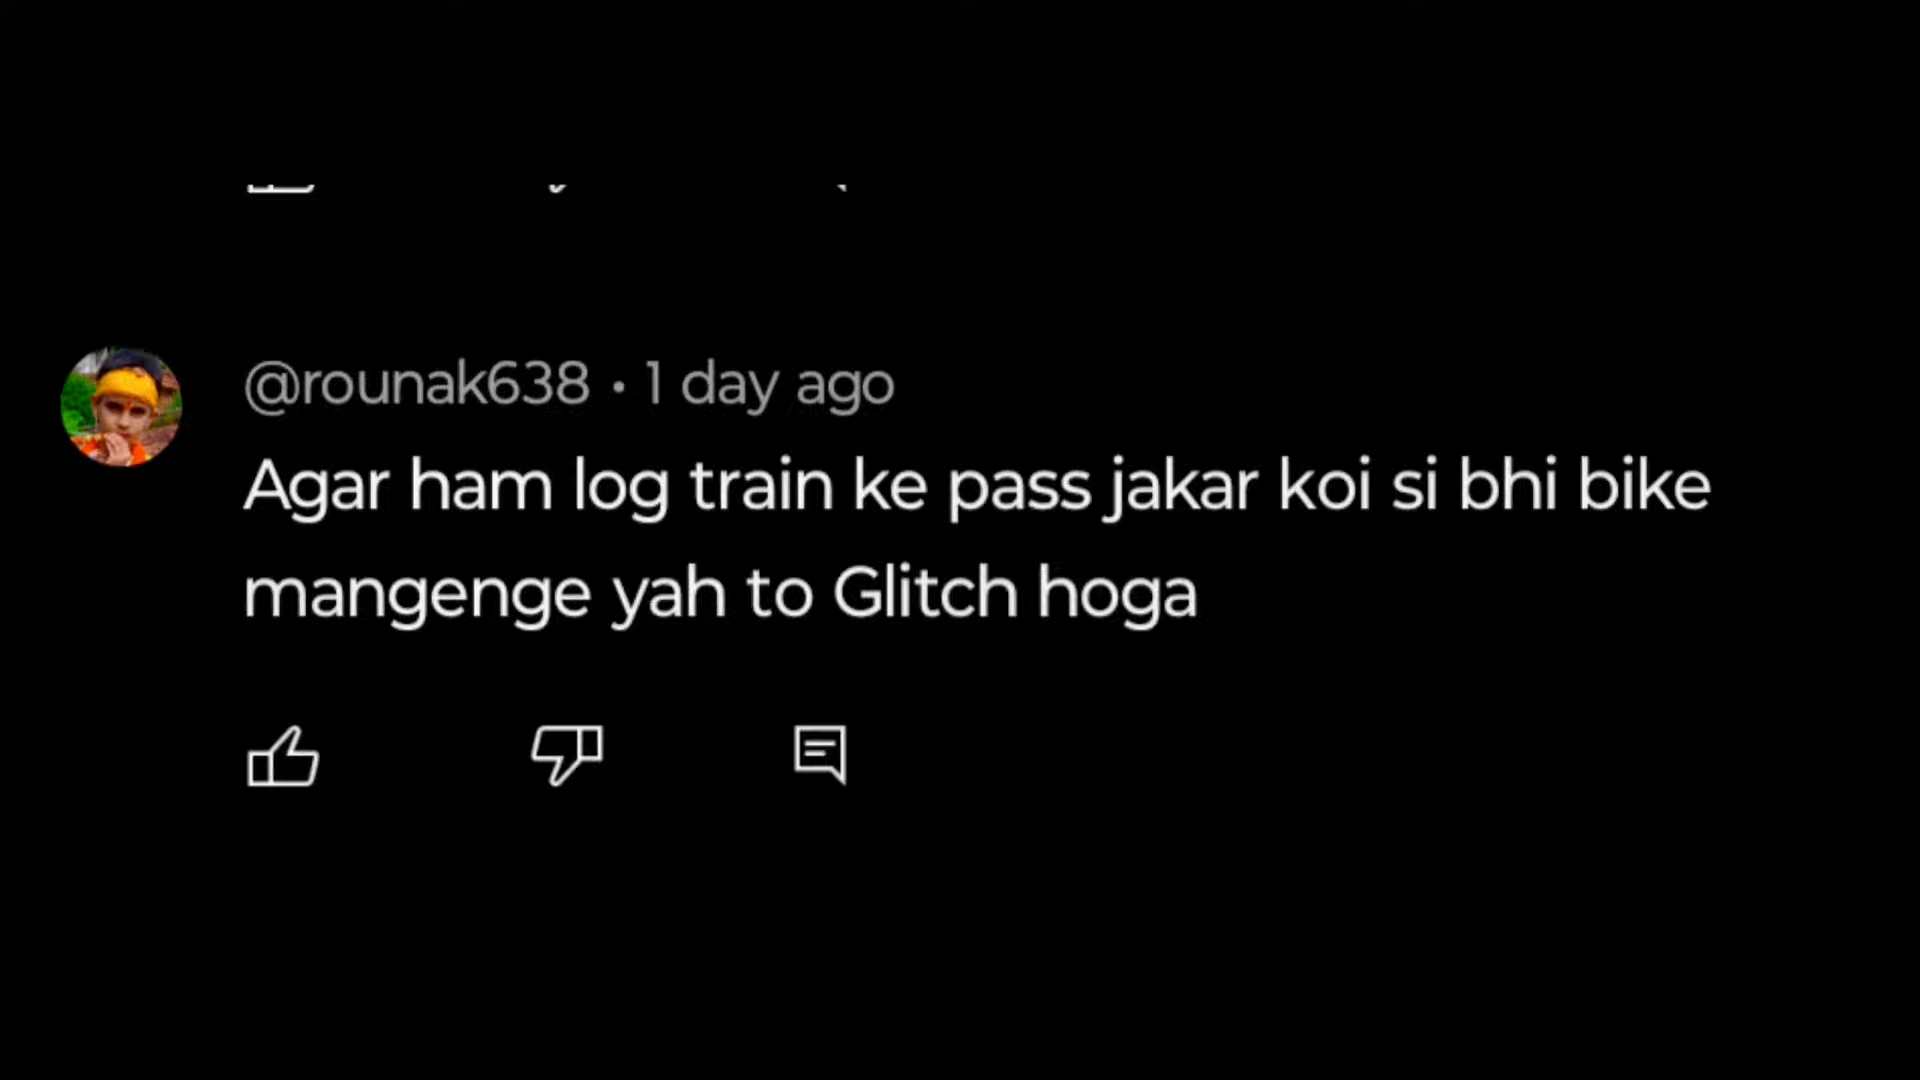 @rounak638 • 1 day ago
Agar ham log train ke pass jakar koi si bhi bike
mangenge yah to Glitch hoga